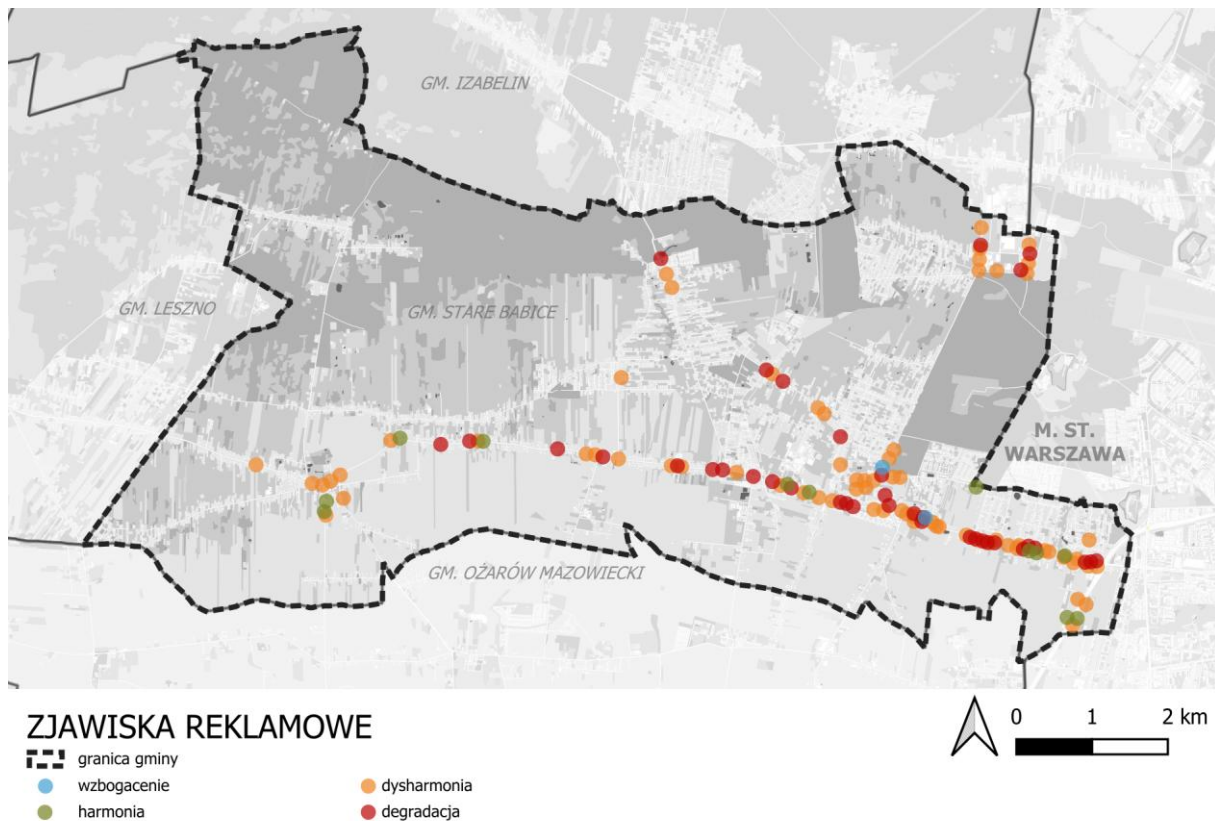 GM. IZABELIN
GM. LESZNO
GM. STARE BABICE
M. ST.
WARSZAWA
GM. OŻARÓW MAZOWIECKI
ZJAWISKA REKLAMOWE
0 1 2 km
granica gminy
wzbogacenie
dysharmonia
harmonia
degradacja